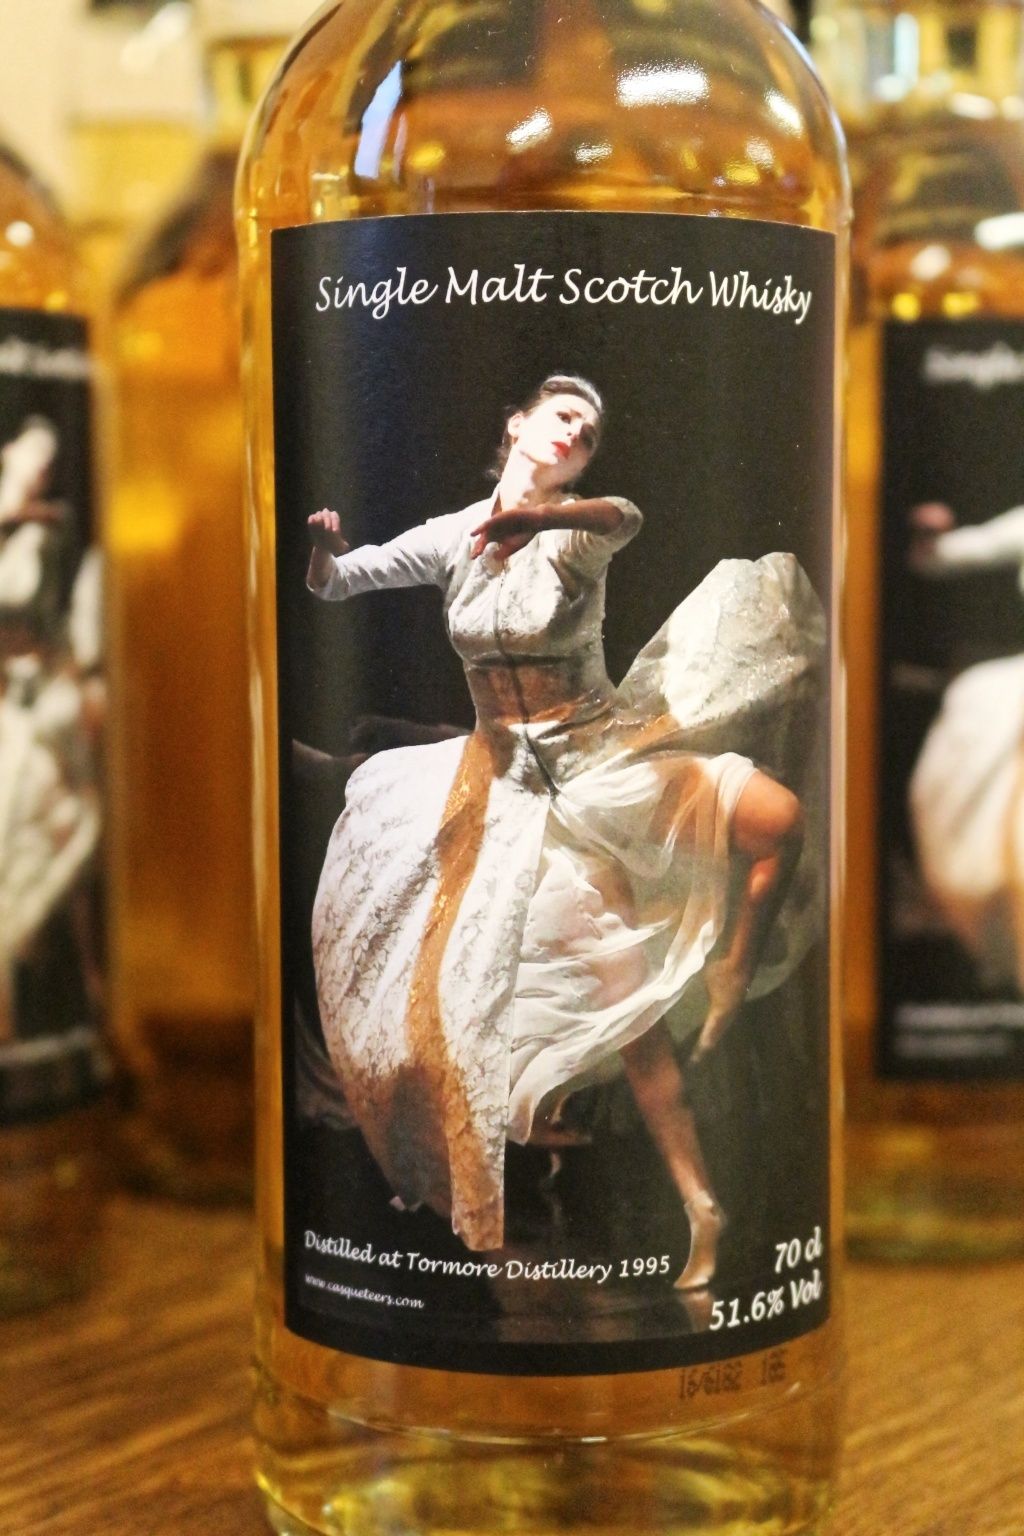 Single Malt Scotch Whisky
Distilled at Tormore Distillery 1995
www.casqueteers.com
70 cl
51.6% Vol